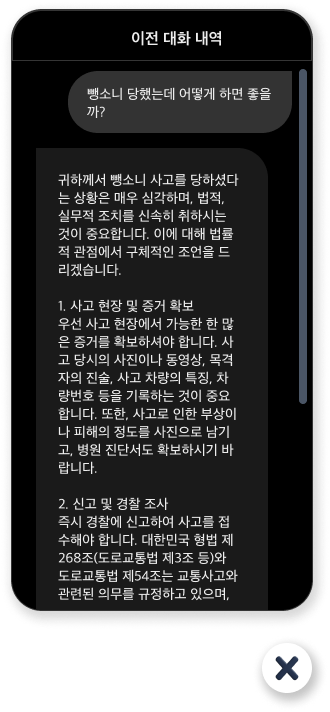 이전 대화 내역
뺑소니 당했는데 어떻게 하면 좋을
까?
귀하께서 뺑소니 사고를 당하셨다
는 상황은 매우 심각하며, 법적,
실무적 조치를 신속히 취하시는
것이 중요합니다. 이에 대해 법률
적 관점에서 구체적인 조언을 드
리겠습니다.
1. 사고 현장 및 증거 확보
우선 사고 현장에서 가능한 한 많
은 증거를 확보하셔야 합니다. 사
고 당시의 사진이나 동영상, 목격
자의 진술, 사고 차량의 특징, 차
량번호 등을 기록하는 것이 중요
합니다. 또한, 사고로 인한 부상이
나 피해의 정도를 사진으로 남기
고, 병원 진단서도 확보하시기 바
랍니다.
2. 신고 및 경찰 조사
즉시 경찰에 신고하여 사고를 접
수해야 합니다. 대한민국 형법 제
268조(도로교통법 제3조 등)와
도로교통법 제54조는 교통사고와
관련된 의무를 규정하고 있으며,